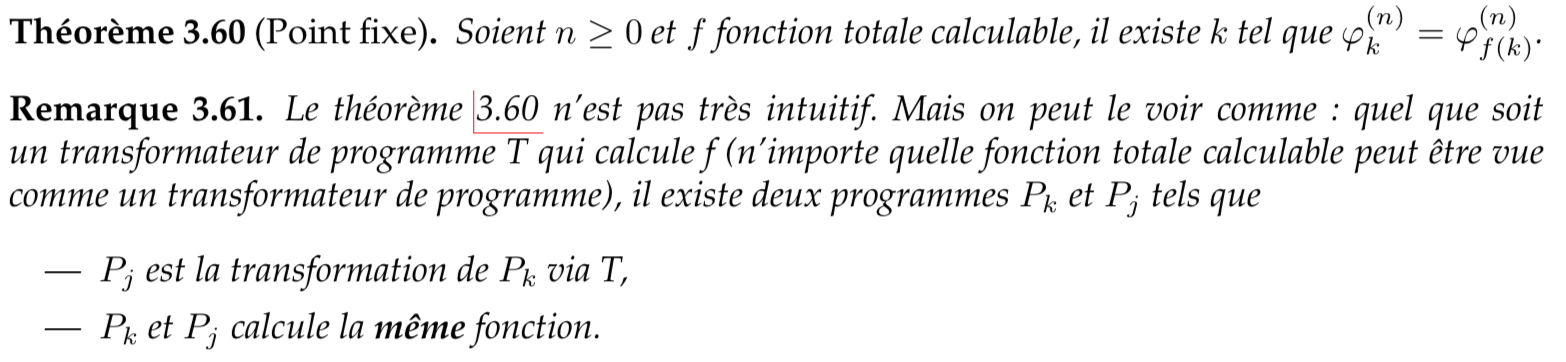 Théorème 3.60 (Point fixe). Soient n ≥ 0 et f fonction totale calculable, il existe k tel que φ_k^{(n)} = φ_{f(k)}^{(n)}.
Remarque 3.61. Le théorème 3.60 n'est pas très intuitif. Mais on peut le voir comme : quel que soit
un transformateur de programme T qui calcule f (n'importe quelle fonction totale calculable peut être vue
comme un transformateur de programme), il existe deux programmes P_k et P_j tels que
— P_j est la transformation de P_k via T,
— P_k et P_j calcule la même fonction.